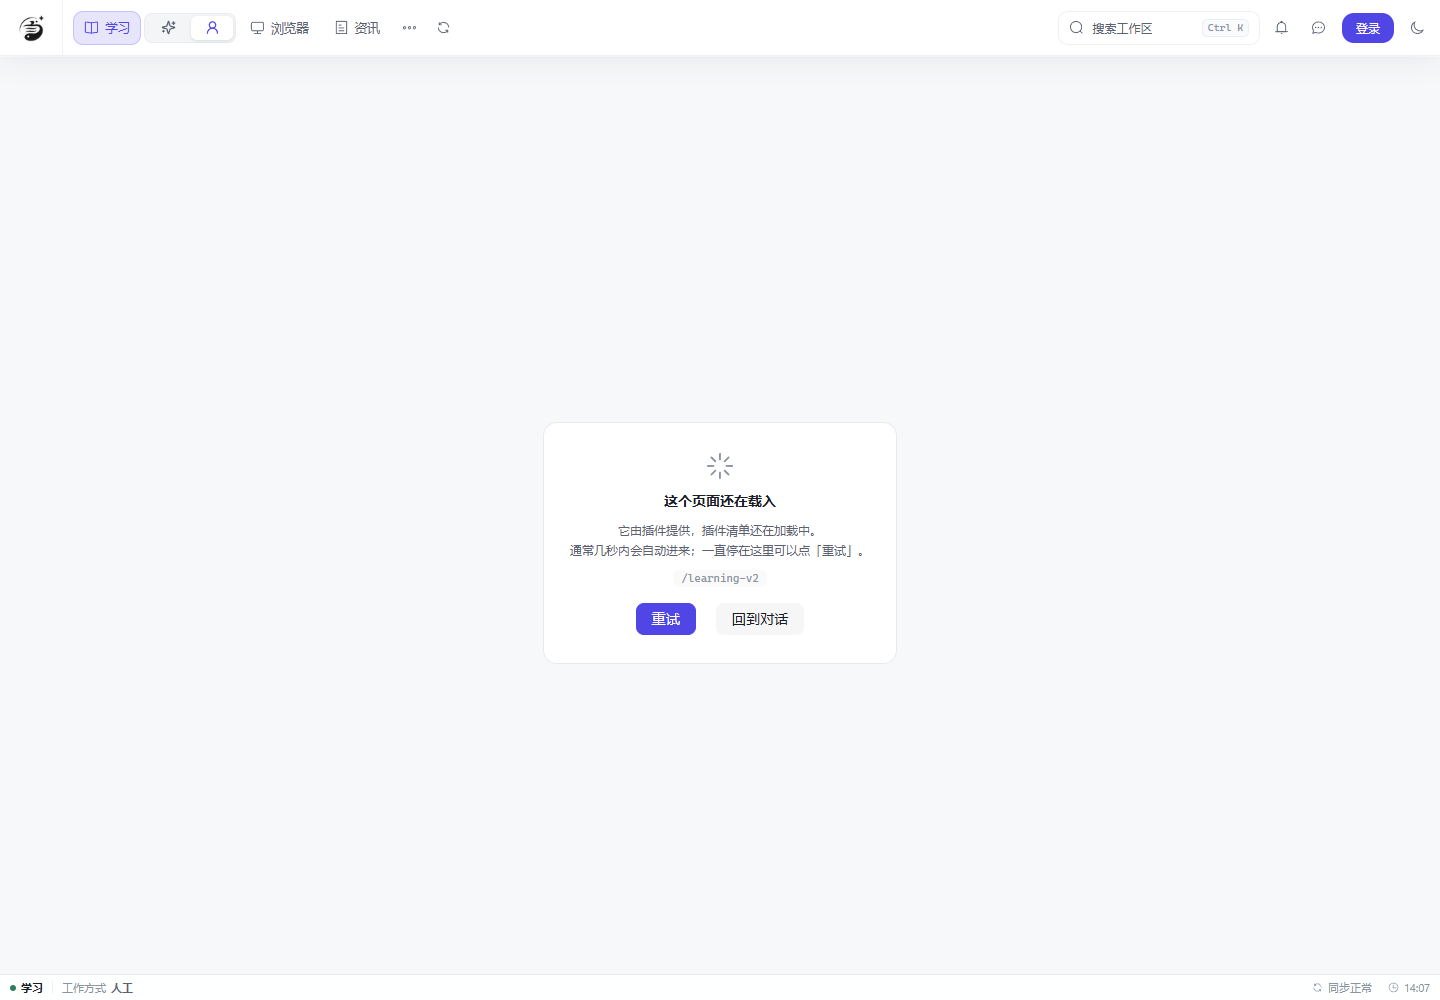 学习
浏览器
资讯
搜索工作区
Ctrl K
登录
这个页面还在载入
它由插件提供，插件清单还在加载中。
通常几秒内会自动进来；一直停在这里可以点「重试」。
/learning-v2
重试
回到对话
学习
工作方式 人工
同步正常
14:07